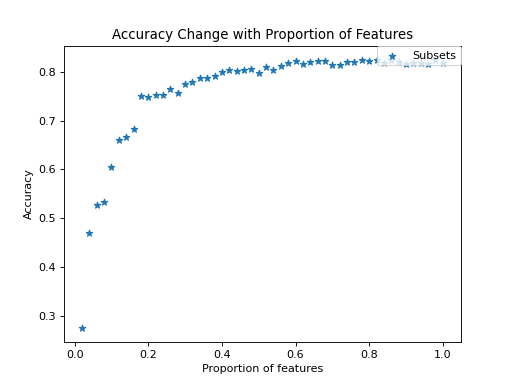 Accuracy Change with Proportion of Features
Subsets
Accuracy
0.8
0.7
0.6
0.5
0.4
0.3
0.0 0.2 0.4 0.6 0.8 1.0
Proportion of features